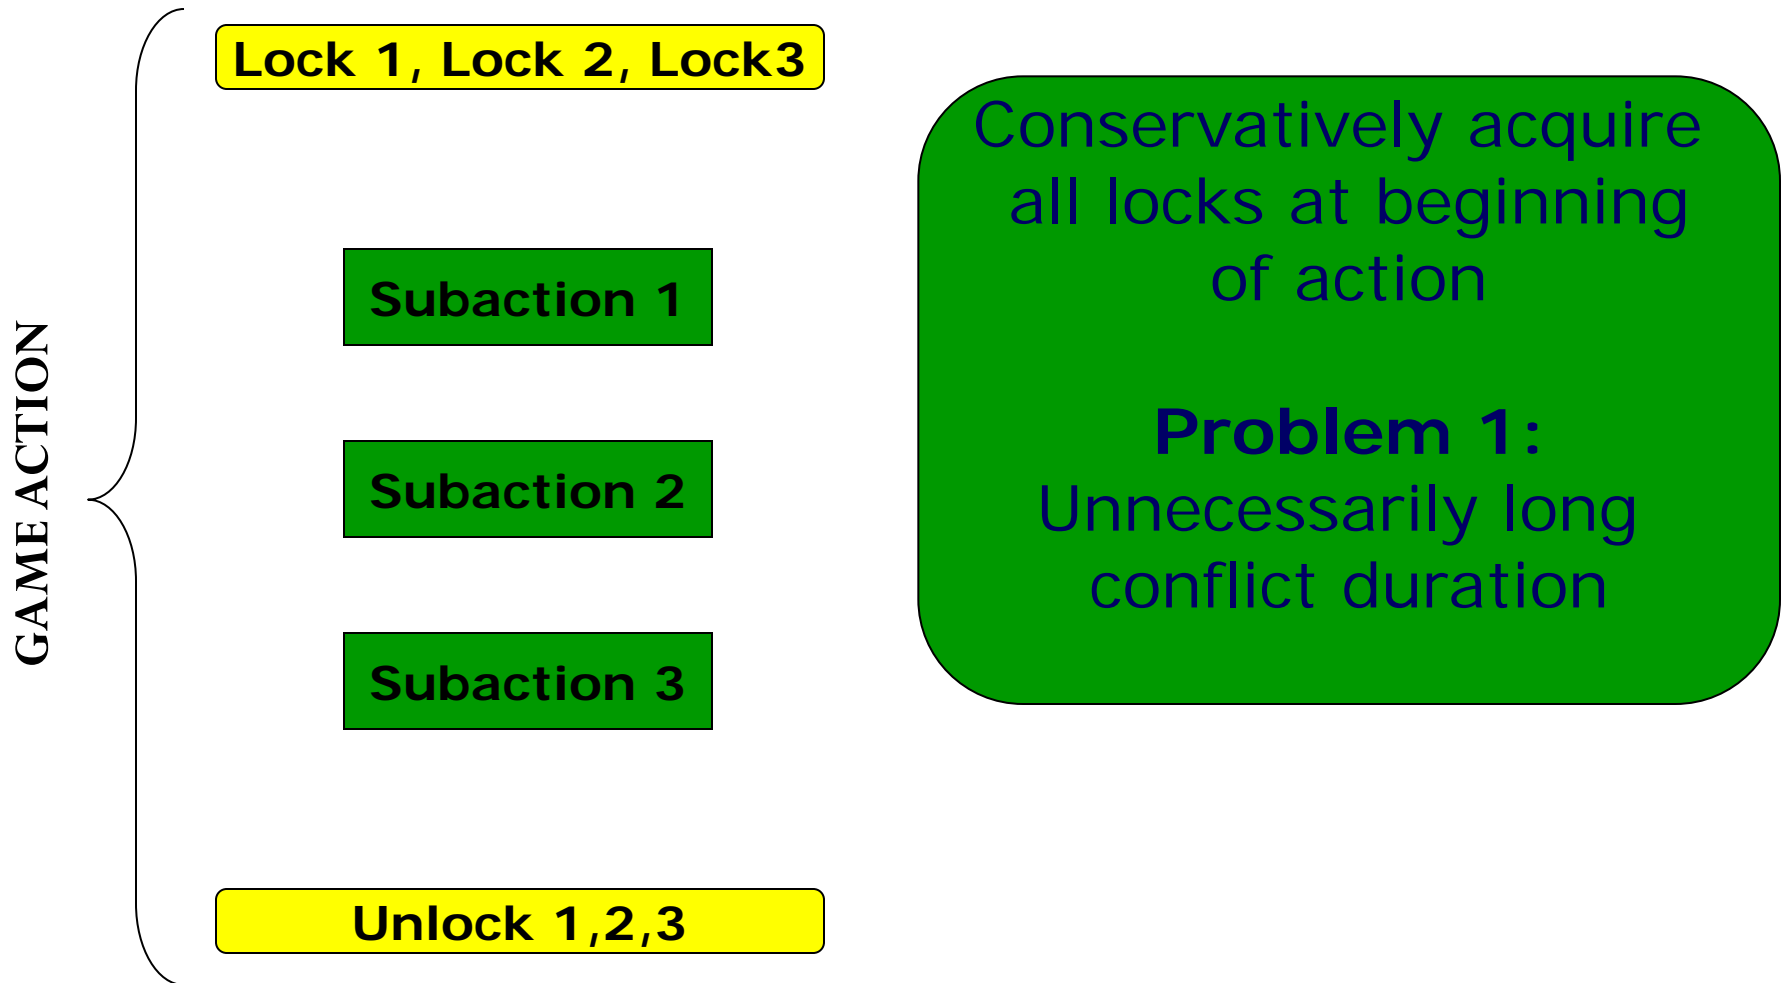 GAME ACTION
Lock 1, Lock 2, Lock3
Subaction 1
Subaction 2
Subaction 3
Unlock 1,2,3
Conservatively acquire
all locks at beginning
of action
Problem 1:
Unnecessarily long
conflict duration